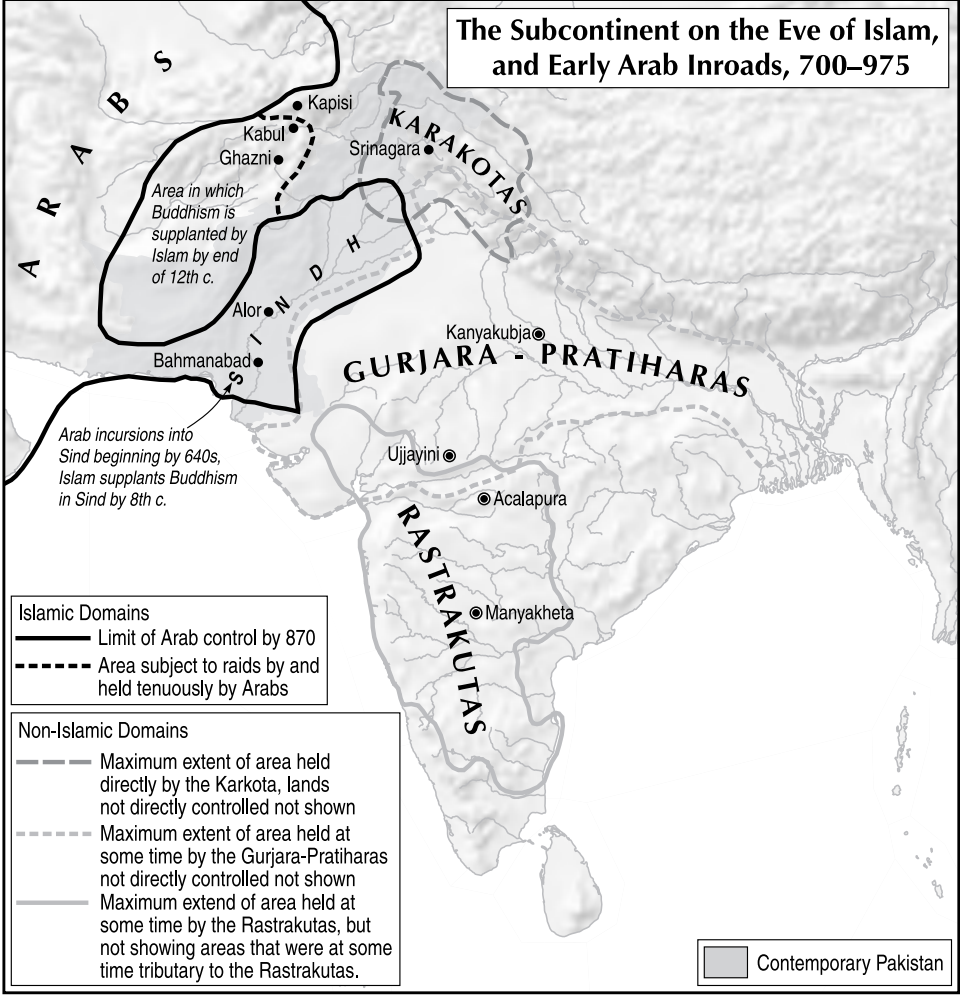 The Subcontinent on the Eve of Islam,
and Early Arab Inroads, 700–975
ARABS
Kapisi
Kabul
Ghazni
KARAKOTAS
Srinagara
Area in which
Buddhism is
supplanted by
Islam by end
of 12th c.
SINDH
Alor
Bahmanabad
Kanyakubja
GURJARA - PRATIHARAS
Arab incursions into
Sind beginning by 640s,
Islam supplants Buddhism
in Sind by 8th c.
Ujjayini
Acalapura
RASTRAKUTAS
Manyakheta
Islamic Domains
Limit of Arab control by 870
Area subject to raids by and
held tenuously by Arabs
Non-Islamic Domains
Maximum extent of area held
directly by the Karkota, lands
not directly controlled not shown
Maximum extent of area held at
some time by the Gurjara-Pratiharas
not directly controlled not shown
Maximum extend of area held at
some time by the Rastrakutas, but
not showing areas that were at some
time tributary to the Rastrakutas.
Contemporary Pakistan